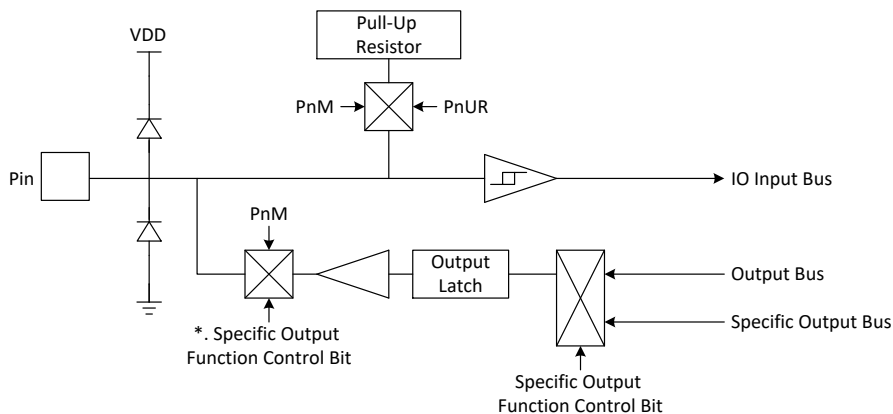 VDD
Pull-Up
Resistor
PnM
PnUR
Pin
IO Input Bus
PnM
Output
Latch
Output Bus
Specific Output Bus
*. Specific Output
Function Control Bit
Specific Output
Function Control Bit